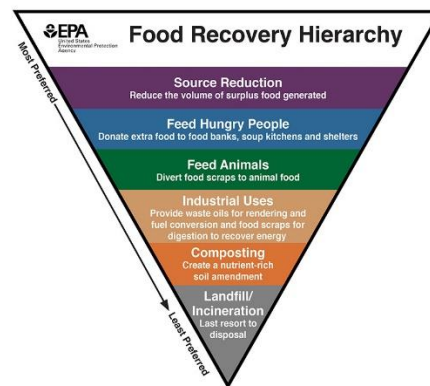 EPA
United States
Environmental Protection
Agency
Food Recovery Hierarchy
Most Preferred
Source Reduction
Reduce the volume of surplus food generated
Feed Hungry People
Donate extra food to food banks, soup kitchens and shelters
Feed Animals
Divert food scraps to animal food
Industrial Uses
Provide waste oils for rendering and
fuel conversion and food scraps for
digestion to recover energy
Composting
Create a nutrient-rich
soil amendment
Landfill/
Incineration
Last resort to
disposal
Least Preferred